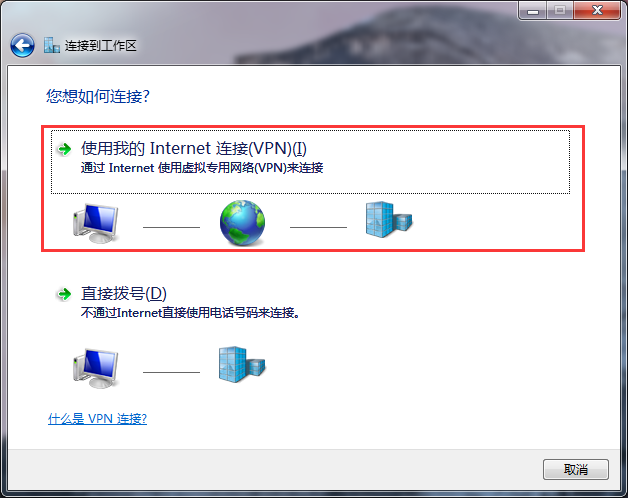 连接到工作区
您想如何连接?
使用我的 Internet 连接(VPN)(I)
通过 Internet 使用虚拟专用网络(VPN)来连接
直接拨号(D)
不通过Internet直接使用电话号码来连接。
什么是 VPN 连接?
取消